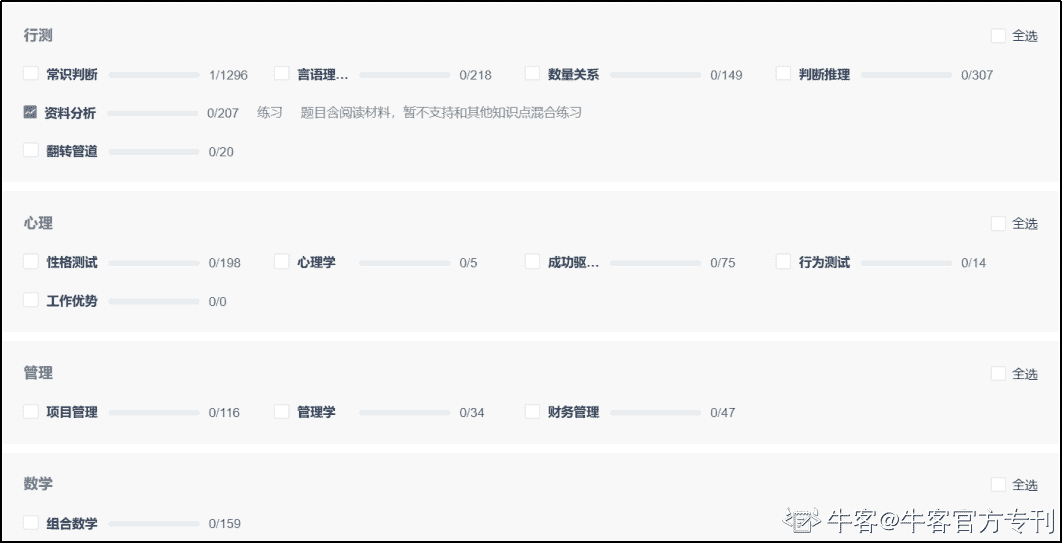 行测 全选
常识判断 1/1296 言语理... 0/218 数量关系 0/149 判断推理 0/307
资料分析 0/207 练习 题目含阅读材料，暂不支持和其他知识点混合练习
翻转管道 0/20
心理 全选
性格测试 0/198 心理学 0/5 成功驱... 0/75 行为测试 0/14
工作优势 0/0
管理 全选
项目管理 0/116 管理学 0/34 财务管理 0/47
数学 全选
组合数学 0/159
牛客@牛客官方专刊